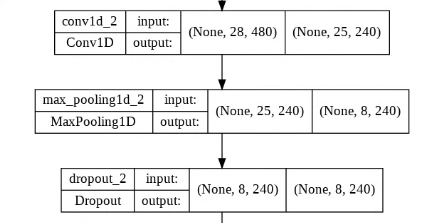 conv1d_2 input: (None, 28, 480) (None, 25, 240)
Conv1D output:
max_pooling1d_2 input: (None, 25, 240) (None, 8, 240)
MaxPooling1D output:
dropout_2 input: (None, 8, 240) (None, 8, 240)
Dropout output: